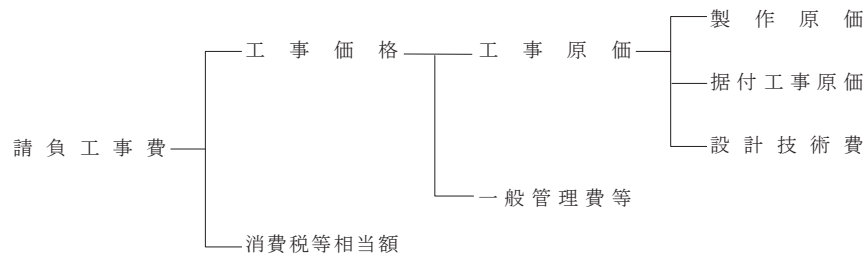 製作原価
工事価格
工事原価
据付工事原価
請負工事費
設計技術費
一般管理費等
消費税等相当額